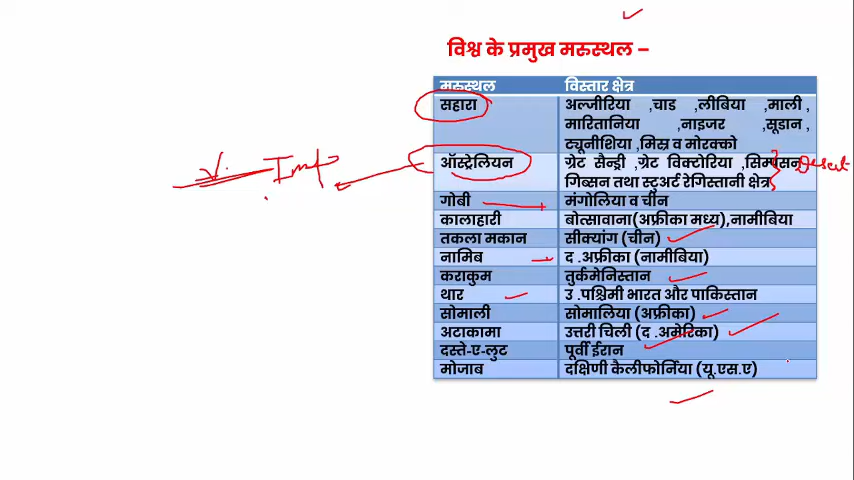 विश्व के प्रमुख मरुस्थल –
मरुस्थल विस्तार क्षेत्र
सहारा अल्जीरिया ,चाड ,लीबिया ,माली ,
मारितानिया ,नाइजर ,सूडान ,
ट्यूनीशिया ,मिस्र व मोरक्को
ऑस्ट्रेलियन ग्रेट सैन्ड्री ,ग्रेट विक्टोरिया ,सिम्पसन Desert
V. Imp
गिब्सन तथा स्टुअर्ट रेगिस्तानी क्षेत्र
गोबी मंगोलिया व चीन
कालाहारी बोत्सावाना(अफ्रीका मध्य),नामीबिया
तकला मकान सीक्यांग (चीन)
नामिब द .अफ्रीका (नामीबिया)
कराकुम तुर्कमेनिस्तान
थार उ .पश्चिमी भारत और पाकिस्तान
सोमाली सोमालिया (अफ्रीका)
अटाकामा उत्तरी चिली (द .अमेरिका)
दस्ते-ए-लुट पूर्वी ईरान
मोजाब दक्षिणी कैलीफोर्निया (यू.एस.ए)